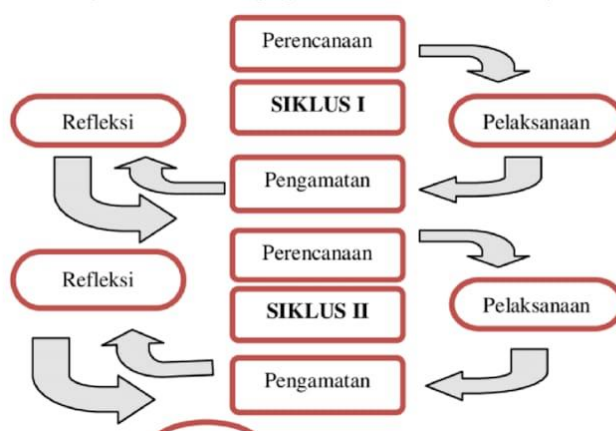 Perencanaan
SIKLUS I
Refleksi
Pelaksanaan
Pengamatan
Perencanaan
Refleksi
SIKLUS II
Pelaksanaan
Pengamatan